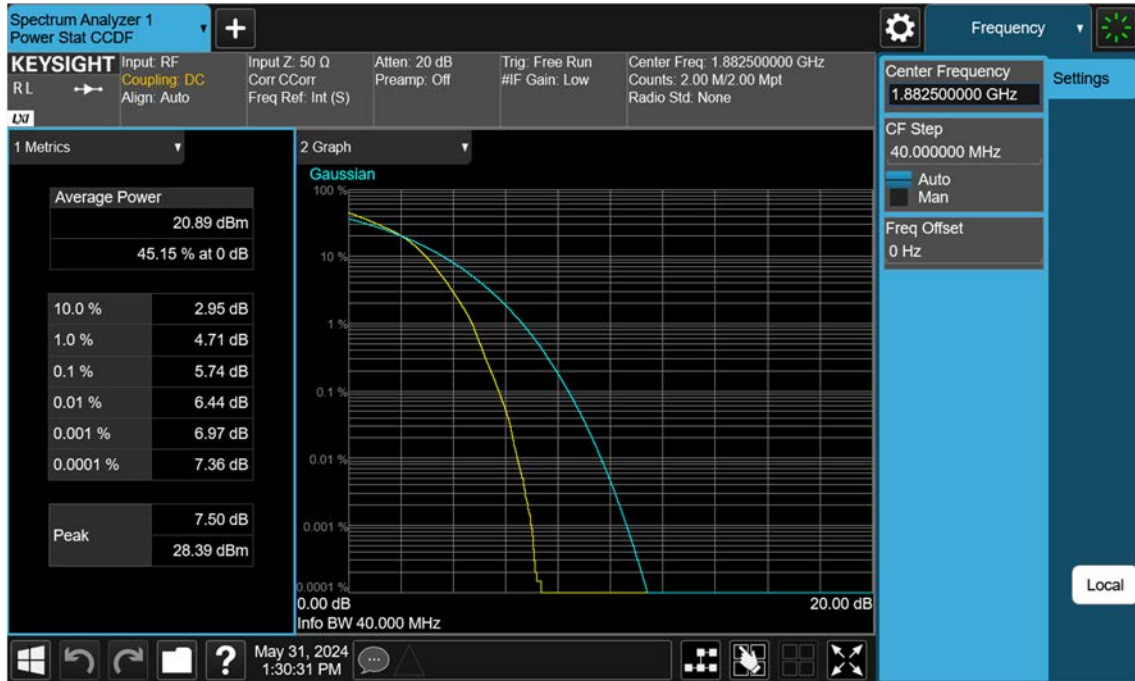 Spectrum Analyzer 1
Power Stat CCDF
Frequency
KEYSIGHT
R L
LXI
Input: RF
Coupling: DC
Align: Auto
Input Z: 50 Ω
Corr CCorr
Freq Ref: Int (S)
Atten: 20 dB
Preamp: Off
Trig: Free Run
#IF Gain: Low
Center Freq: 1.882500000 GHz
Counts: 2.00 M/2.00 Mpt
Radio Std: None
Center Frequency
1.882500000 GHz
Settings
CF Step
40.000000 MHz
Auto
Man
Freq Offset
0 Hz
1 Metrics
Average Power
20.89 dBm
45.15 % at 0 dB
10.0 % 2.95 dB
1.0 % 4.71 dB
0.1 % 5.74 dB
0.01 % 6.44 dB
0.001 % 6.97 dB
0.0001 % 7.36 dB
Peak
7.50 dB
28.39 dBm
2 Graph
Gaussian
100 %
10 %
1 %
0.1 %
0.01 %
0.001 %
0.0001 %
0.00 dB 20.00 dB
Info BW 40.000 MHz
Local
?
May 31, 2024
1:30:31 PM